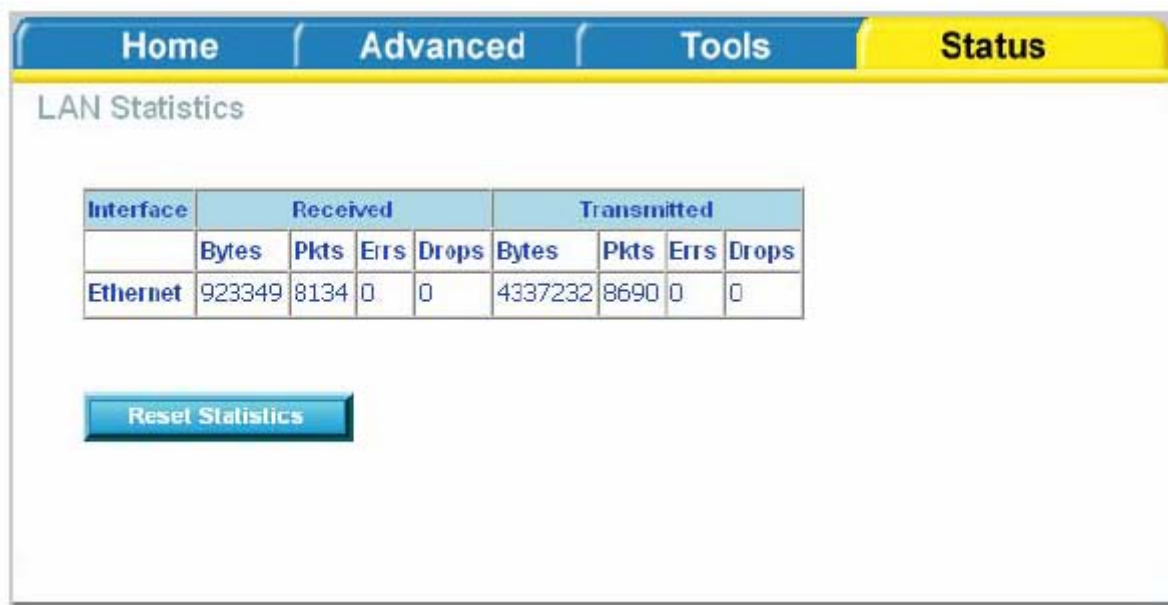 Home Advanced Tools Status
LAN Statistics
Interface Received Transmitted
Bytes Pkts Errs Drops Bytes Pkts Errs Drops
Ethernet 923349 8134 0 0 4337232 8690 0 0
Reset Statistics